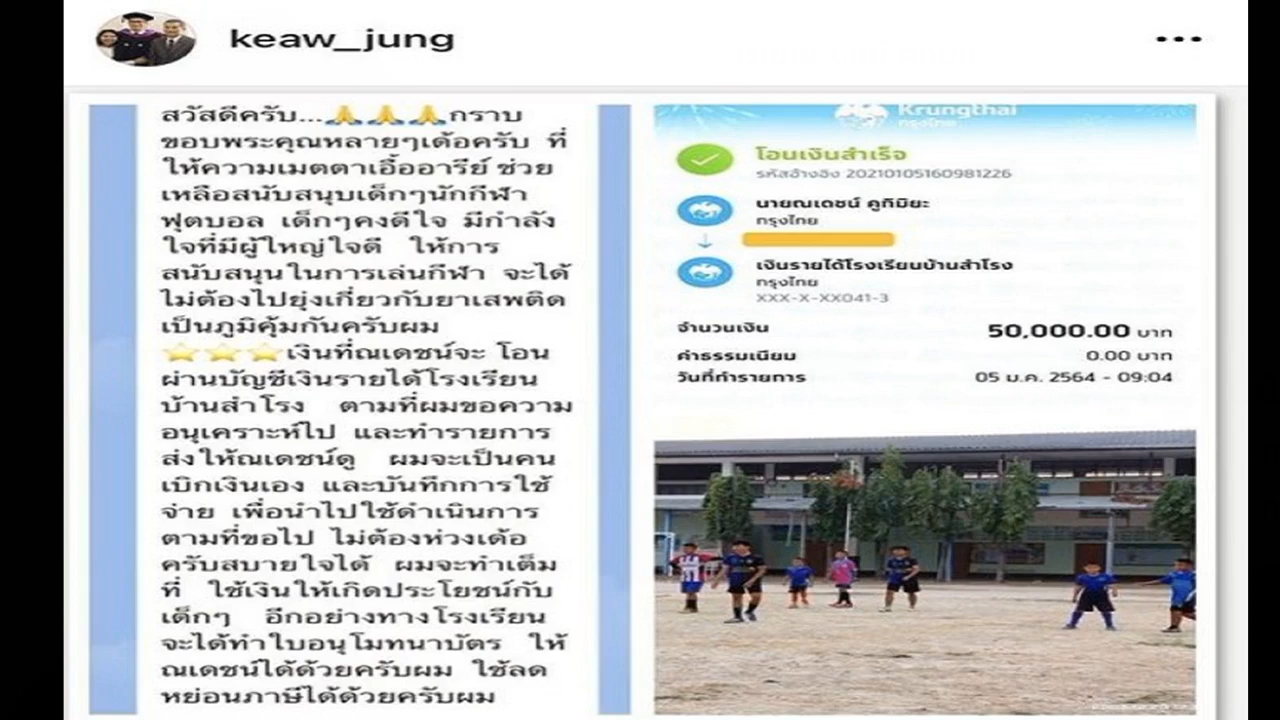 keaw_jung
สวัสดีครับ...🙏🙏🙏กราบ
ขอบพระคุณหลายๆเด้อครับ ที่
ให้ความเมตตาเอื้ออารีย์ ช่วย
เหลือสนับสนุบเด็กๆนักกีฬา
ฟุตบอล เด็กๆคงดีใจ มีกำลัง
ใจที่มีผู้ใหญ่ใจดี ให้การ
สนับสนุนในการเล่นกีฬา จะได้
ไม่ต้องไปยุ่งเกี่ยวกับยาเสพติด
เป็นภูมิคุ้มกันครับผม
⭐⭐⭐เงินที่ณเดชน์จะ โอน
ผ่านบัญชีเงินรายได้โรงเรียน
บ้านสำโรง ตามที่ผมขอความ
อนุเคราะห์ไป และทำรายการ
ส่งให้ณเดชน์ดู ผมจะเป็นคน
เบิกเงินเอง และบันทึกการใช้
จ่าย เพื่อนำไปใช้ดำเนินการ
ตามที่ขอไป ไม่ต้องห่วงเด้อ
ครับสบายใจได้ ผมจะทำเต็ม
ที่ ใช้เงินให้เกิดประโยชน์กับ
เด็กๆ อีกอย่างทางโรงเรียน
จะได้ทำใบอนุโมทนาบัตร ให้
ณเดชน์ได้ด้วยครับผม ใช้ลด
หย่อนภาษีได้ด้วยครับผม
Krungthai
กรุงไทย
โอนเงินสำเร็จ
รหัสอ้างอิง 20210105160981226
นายณเดชน์ คูกิมิยะ
กรุงไทย
เงินรายได้โรงเรียนบ้านสำโรง
กรุงไทย
XXX-X-XX041-3
จำนวนเงิน 50,000.00 บาท
ค่าธรรมเนียม 0.00 บาท
วันที่ทำรายการ 05 ม.ค. 2564 - 09:04